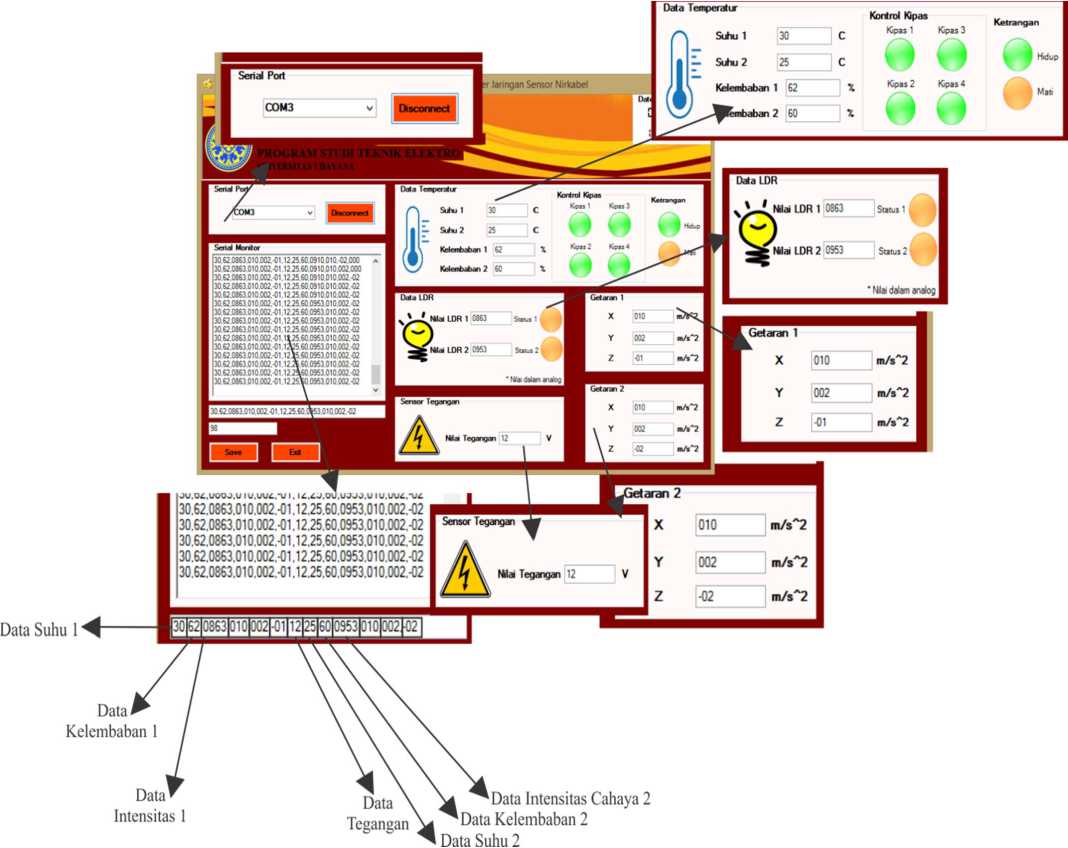 Data Temperatur
Suhu 1 30 C
Suhu 2 25 C
Kelembaban 1 62 %
Kelembaban 2 60 %
Kontrol Kipas
Kipas 1 Kipas 3
Kipas 2 Kipas 4
Ketrangan
Hidup
Mati
Serial Port
COM3 Disconnect
er Jaringan Sensor Nirkabel
PROGRAM STUDI TEKNIK ELEKTRO
UDAYANA
Serial Port
COM3 Disconnect
Serial Monitor
30,62,0863,010,002,-01,12,25,60,0910,010,-02,000
30,62,0863,010,002,-01,12,25,60,0910,010,002,000
30,62,0863,010,002,-01,12,25,60,0910,010,002,-02
30,62,0863,010,002,-01,12,25,60,0910,010,002,-02
30,62,0863,010,002,-01,12,25,60,0910,010,002,-02
30,62,0863,010,002,-01,12,25,60,0910,010,002,-02
30,62,0863,010,002,-01,12,25,60,0953,010,002,-02
30,62,0863,010,002,-01,12,25,60,0953,010,002,-02
30,62,0863,010,002,-01,12,25,60,0953,010,002,-02
30,62,0863,010,002,-01,12,25,60,0953,010,002,-02
30,62,0863,010,002,-01,12,25,60,0953,010,002,-02
30,62,0863,010,002,-01,12,25,60,0953,010,002,-02
30,62,0863,010,002,-01,12,25,60,0953,010,002,-02
30,62,0863,010,002,-01,12,25,60,0953,010,002,-02
30,62,0863,010,002,-01,12,25,60,0953,010,002,-02
30,62,0863,010,002,-01,12,25,60,0953,010,002,-02
98
Save Exit
Data Temperatur
Suhu 1 30 C
Suhu 2 25 C
Kelembaban 1 62 %
Kelembaban 2 60 %
Kontrol Kipas
Kipas 1 Kipas 3
Kipas 2 Kipas 4
Ketrangan
Hidup
Mati
Data LDR
Nilai LDR 1 0863 Status 1
Nilai LDR 2 0953 Status 2
* Nilai dalam analog
Sensor Tegangan
Nilai Tegangan 12 V
Getaran 1
X 010 m/s^2
Y 002 m/s^2
Z -01 m/s^2
Getaran 2
X 010 m/s^2
Y 002 m/s^2
Z -02 m/s^2
Data LDR
Nilai LDR 1 0863 Status 1
Nilai LDR 2 0953 Status 2
* Nilai dalam analog
Getaran 1
X 010 m/s^2
Y 002 m/s^2
Z -01 m/s^2
Getaran 2
X 010 m/s^2
Y 002 m/s^2
Z -02 m/s^2
Sensor Tegangan
Nilai Tegangan 12 V
30,62,0863,010,002,-01,12,25,60,0953,010,002,-02
30,62,0863,010,002,-01,12,25,60,0953,010,002,-02
30,62,0863,010,002,-01,12,25,60,0953,010,002,-02
30,62,0863,010,002,-01,12,25,60,0953,010,002,-02
30,62,0863,010,002,-01,12,25,60,0953,010,002,-02
30,62,0863,010,002,-01,12,25,60,0953,010,002,-02
30 62 0863 010 002 -01 12 25 60 0953 010 002 -02
Data Suhu 1
Data
Kelembaban 1
Data
Intensitas 1
Data
Tegangan
Data Intensitas Cahaya 2
Data Kelembaban 2
Data Suhu 2